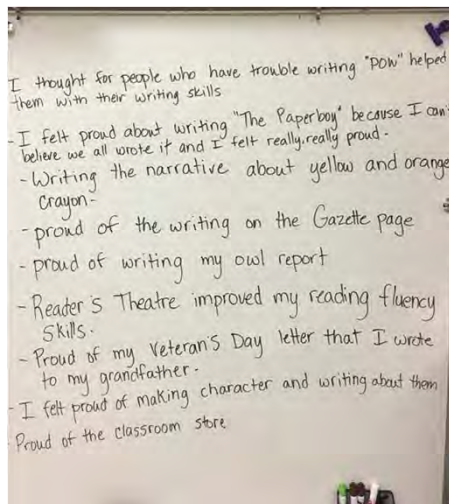 I thought for people who have trouble writing "POW" helped
them with their writing skills
- I felt proud about writing "The Paperboy" because I can't
believe we all wrote it and I felt really, really proud.
- Writing the narrative about yellow and orange
crayon-
- proud of the writing on the Gazette page
- proud of writing my owl report
- Reader's Theatre improved my reading fluency
skills.
- Proud of my Veteran's Day letter that I wrote
to my grandfather.
- I felt proud of making character and writing about them
- Proud of the classroom store